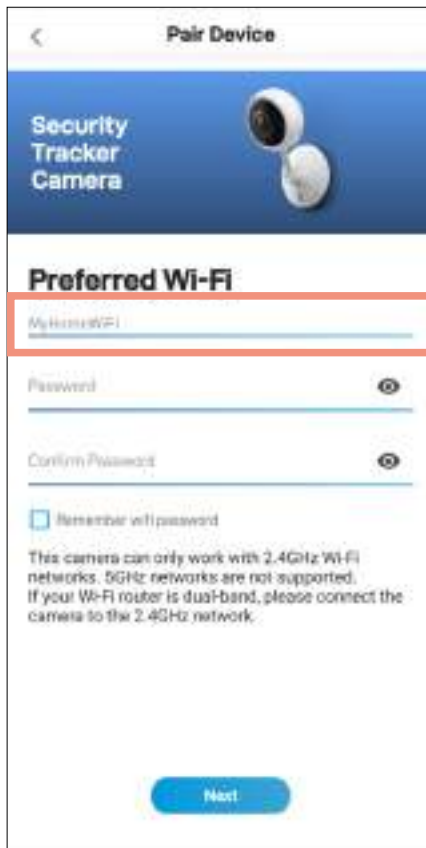 Pair Device
Security
Tracker
Camera
Preferred Wi-Fi
MyHomeWiFi
Password
Confirm Password
Remember wifi password
This camera can only work with 2.4GHz Wi-Fi
networks. 5GHz networks are not supported.
If your Wi-Fi router is dual-band, please connect the
camera to the 2.4GHz network.
Next